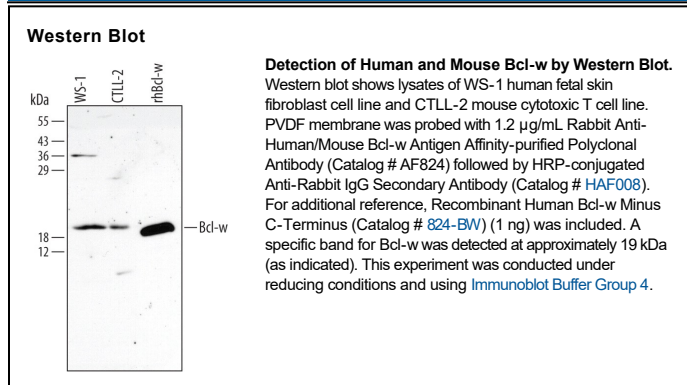 Western Blot
WS-1
CTLL-2
rhBcl-w
kDa
55
43
36
29
18
12
Bcl-w
Detection of Human and Mouse Bcl-w by Western Blot.
Western blot shows lysates of WS-1 human fetal skin
fibroblast cell line and CTLL-2 mouse cytotoxic T cell line.
PVDF membrane was probed with 1.2 µg/mL Rabbit Anti-
Human/Mouse Bcl-w Antigen Affinity-purified Polyclonal
Antibody (Catalog # AF824) followed by HRP-conjugated
Anti-Rabbit IgG Secondary Antibody (Catalog # HAF008).
For additional reference, Recombinant Human Bcl-w Minus
C-Terminus (Catalog # 824-BW) (1 ng) was included. A
specific band for Bcl-w was detected at approximately 19 kDa
(as indicated). This experiment was conducted under
reducing conditions and using Immunoblot Buffer Group 4.